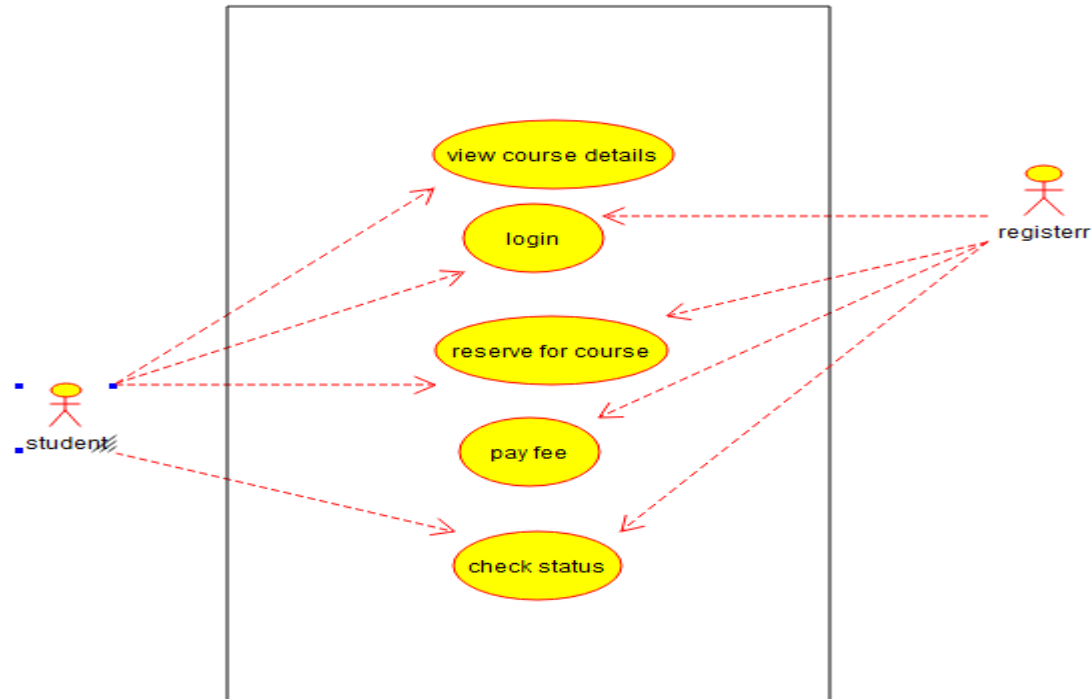 view course details
login
registerr
reserve for course
student
pay fee
check status